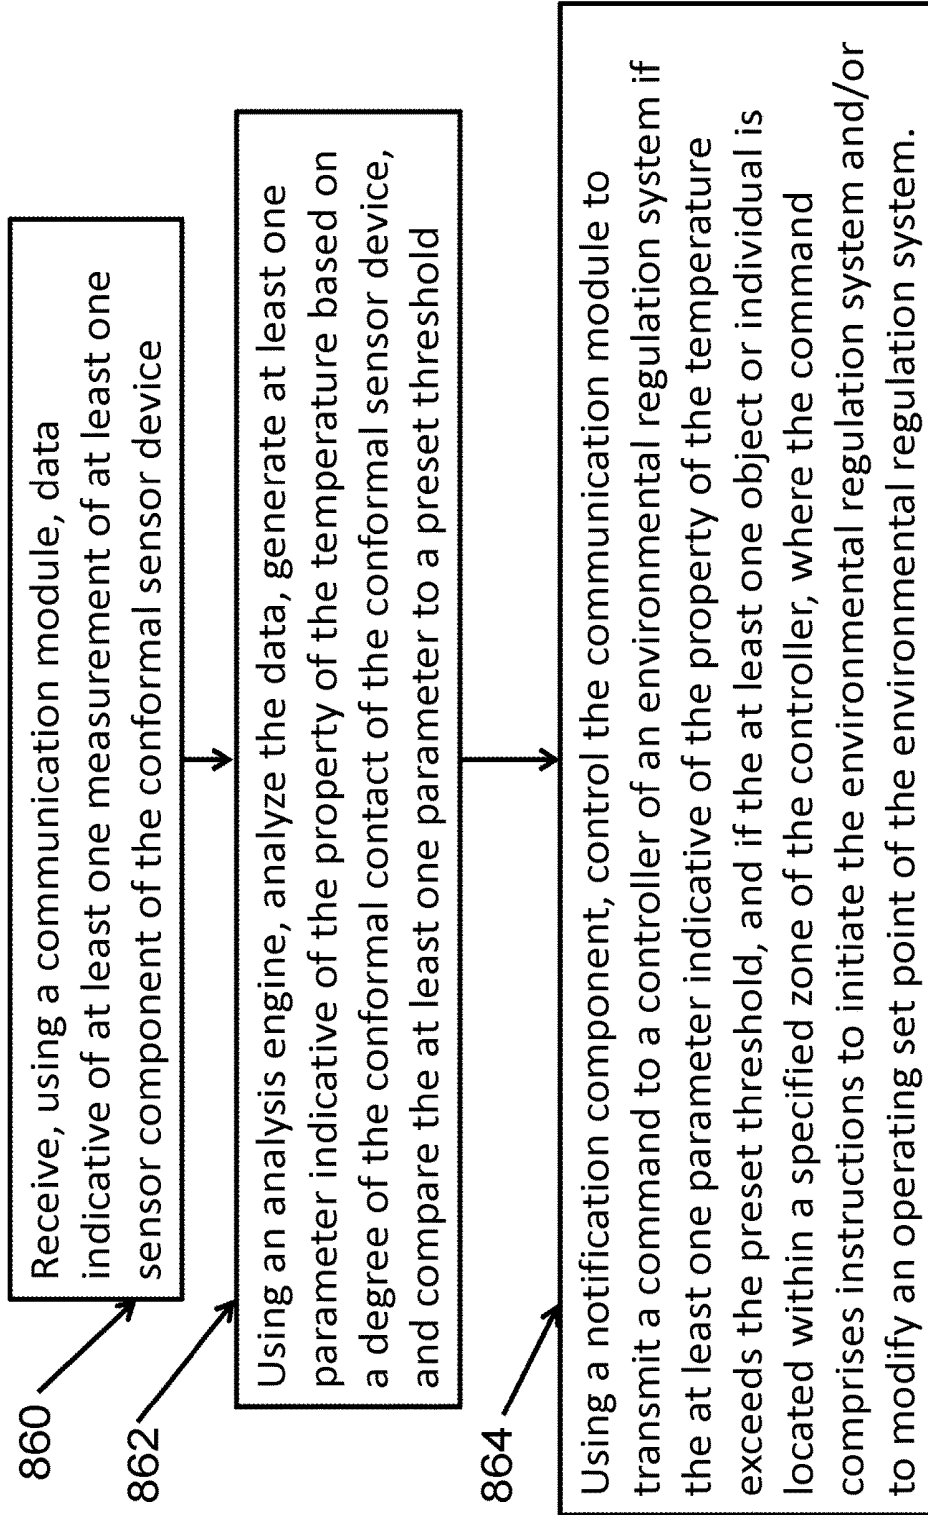 860
Receive, using a communication module, data
indicative of at least one measurement of at least one
sensor component of the conformal sensor device
862
Using an analysis engine, analyze the data, generate at least one
parameter indicative of the property of the temperature based on
a degree of the conformal contact of the conformal sensor device,
and compare the at least one parameter to a preset threshold
864
Using a notification component, control the communication module to
transmit a command to a controller of an environmental regulation system if
the at least one parameter indicative of the property of the temperature
exceeds the preset threshold, and if the at least one object or individual is
located within a specified zone of the controller, where the command
comprises instructions to initiate the environmental regulation system and/or
to modify an operating set point of the environmental regulation system.